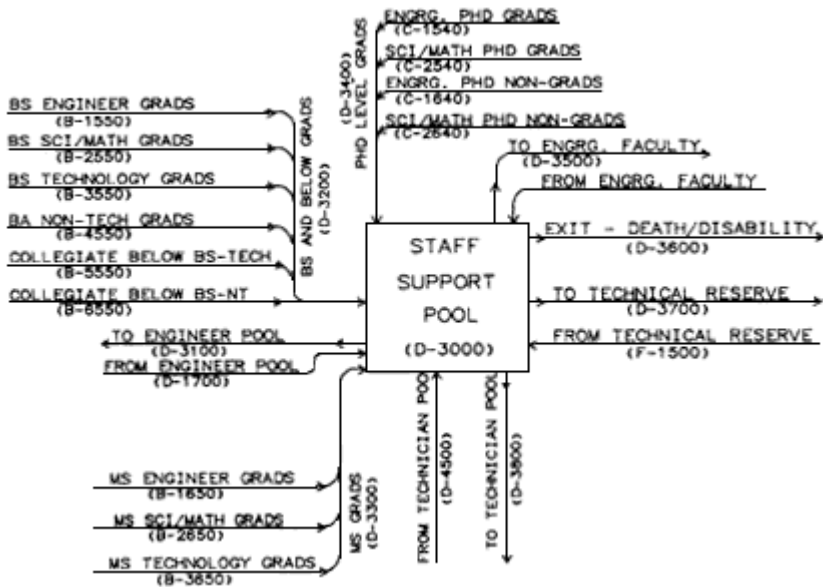 ENGRG. PHD GRADS
(C-1540)
SCI/MATH PHD GRADS
(C-2540)
ENGRG. PHD NON-GRADS
(C-1640)
SCI/MATH PHD NON-GRADS
(C-2640)
PHD LEVEL GRADS
(D-3400)
BS ENGINEER GRADS
(B-1550)
BS SCI/MATH GRADS
(B-2550)
BS TECHNOLOGY GRADS
(B-3550)
BA NON-TECH GRADS
(B-4550)
COLLEGIATE BELOW BS-TECH
(B-5550)
COLLEGIATE BELOW BS-NT
(B-6550)
BS AND BELOW GRADS
(D-3200)
TO ENGRG. FACULTY
(D-3500)
FROM ENGRG. FACULTY
EXIT - DEATH/DISABILITY
(D-3600)
TO TECHNICAL RESERVE
(D-3700)
FROM TECHNICAL RESERVE
(F-1500)
STAFF
SUPPORT
POOL
(D-3000)
TO ENGINEER POOL
(D-3100)
FROM ENGINEER POOL
(D-1700)
MS ENGINEER GRADS
(B-1650)
MS SCI/MATH GRADS
(B-2650)
MS TECHNOLOGY GRADS
(B-3650)
MS GRADS
(D-3300)
FROM TECHNICIAN POOL
(D-4500)
TO TECHNICIAN POOL
(D-3800)